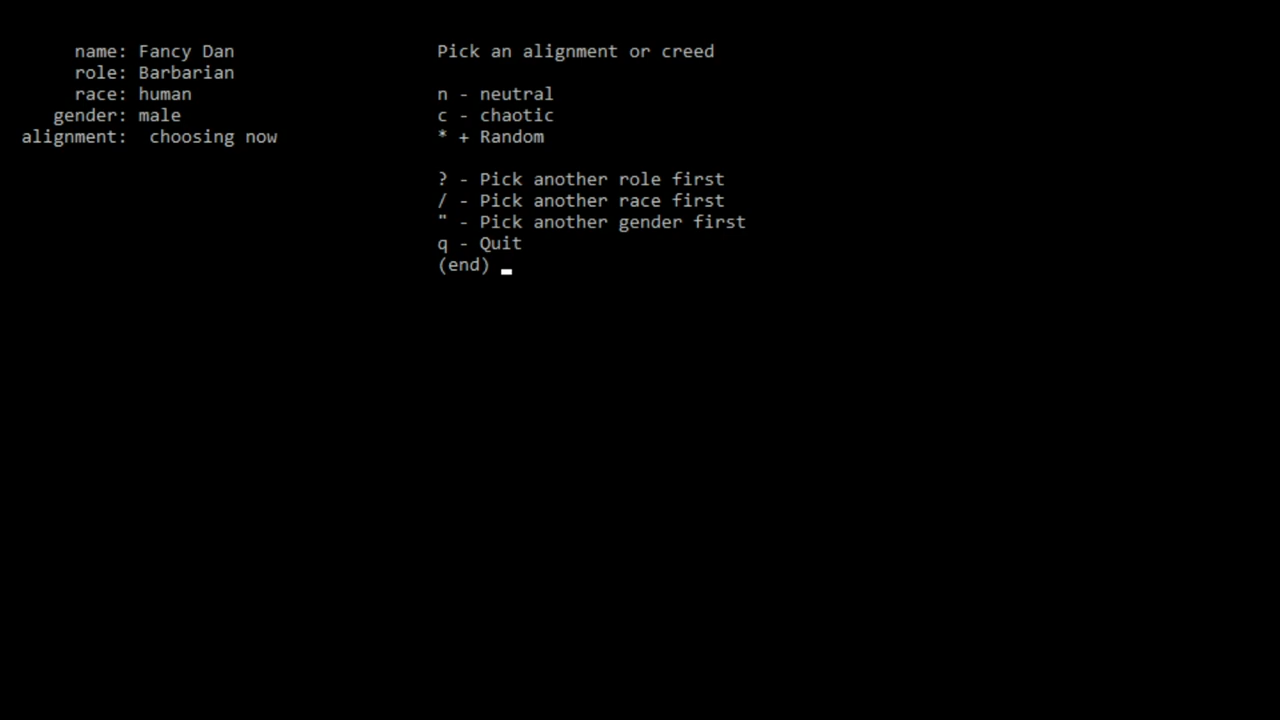 name: Fancy Dan
role: Barbarian
race: human
gender: male
alignment: choosing now
Pick an alignment or creed
n - neutral
c - chaotic
* + Random
? - Pick another role first
/ - Pick another race first
" - Pick another gender first
q - Quit
(end)